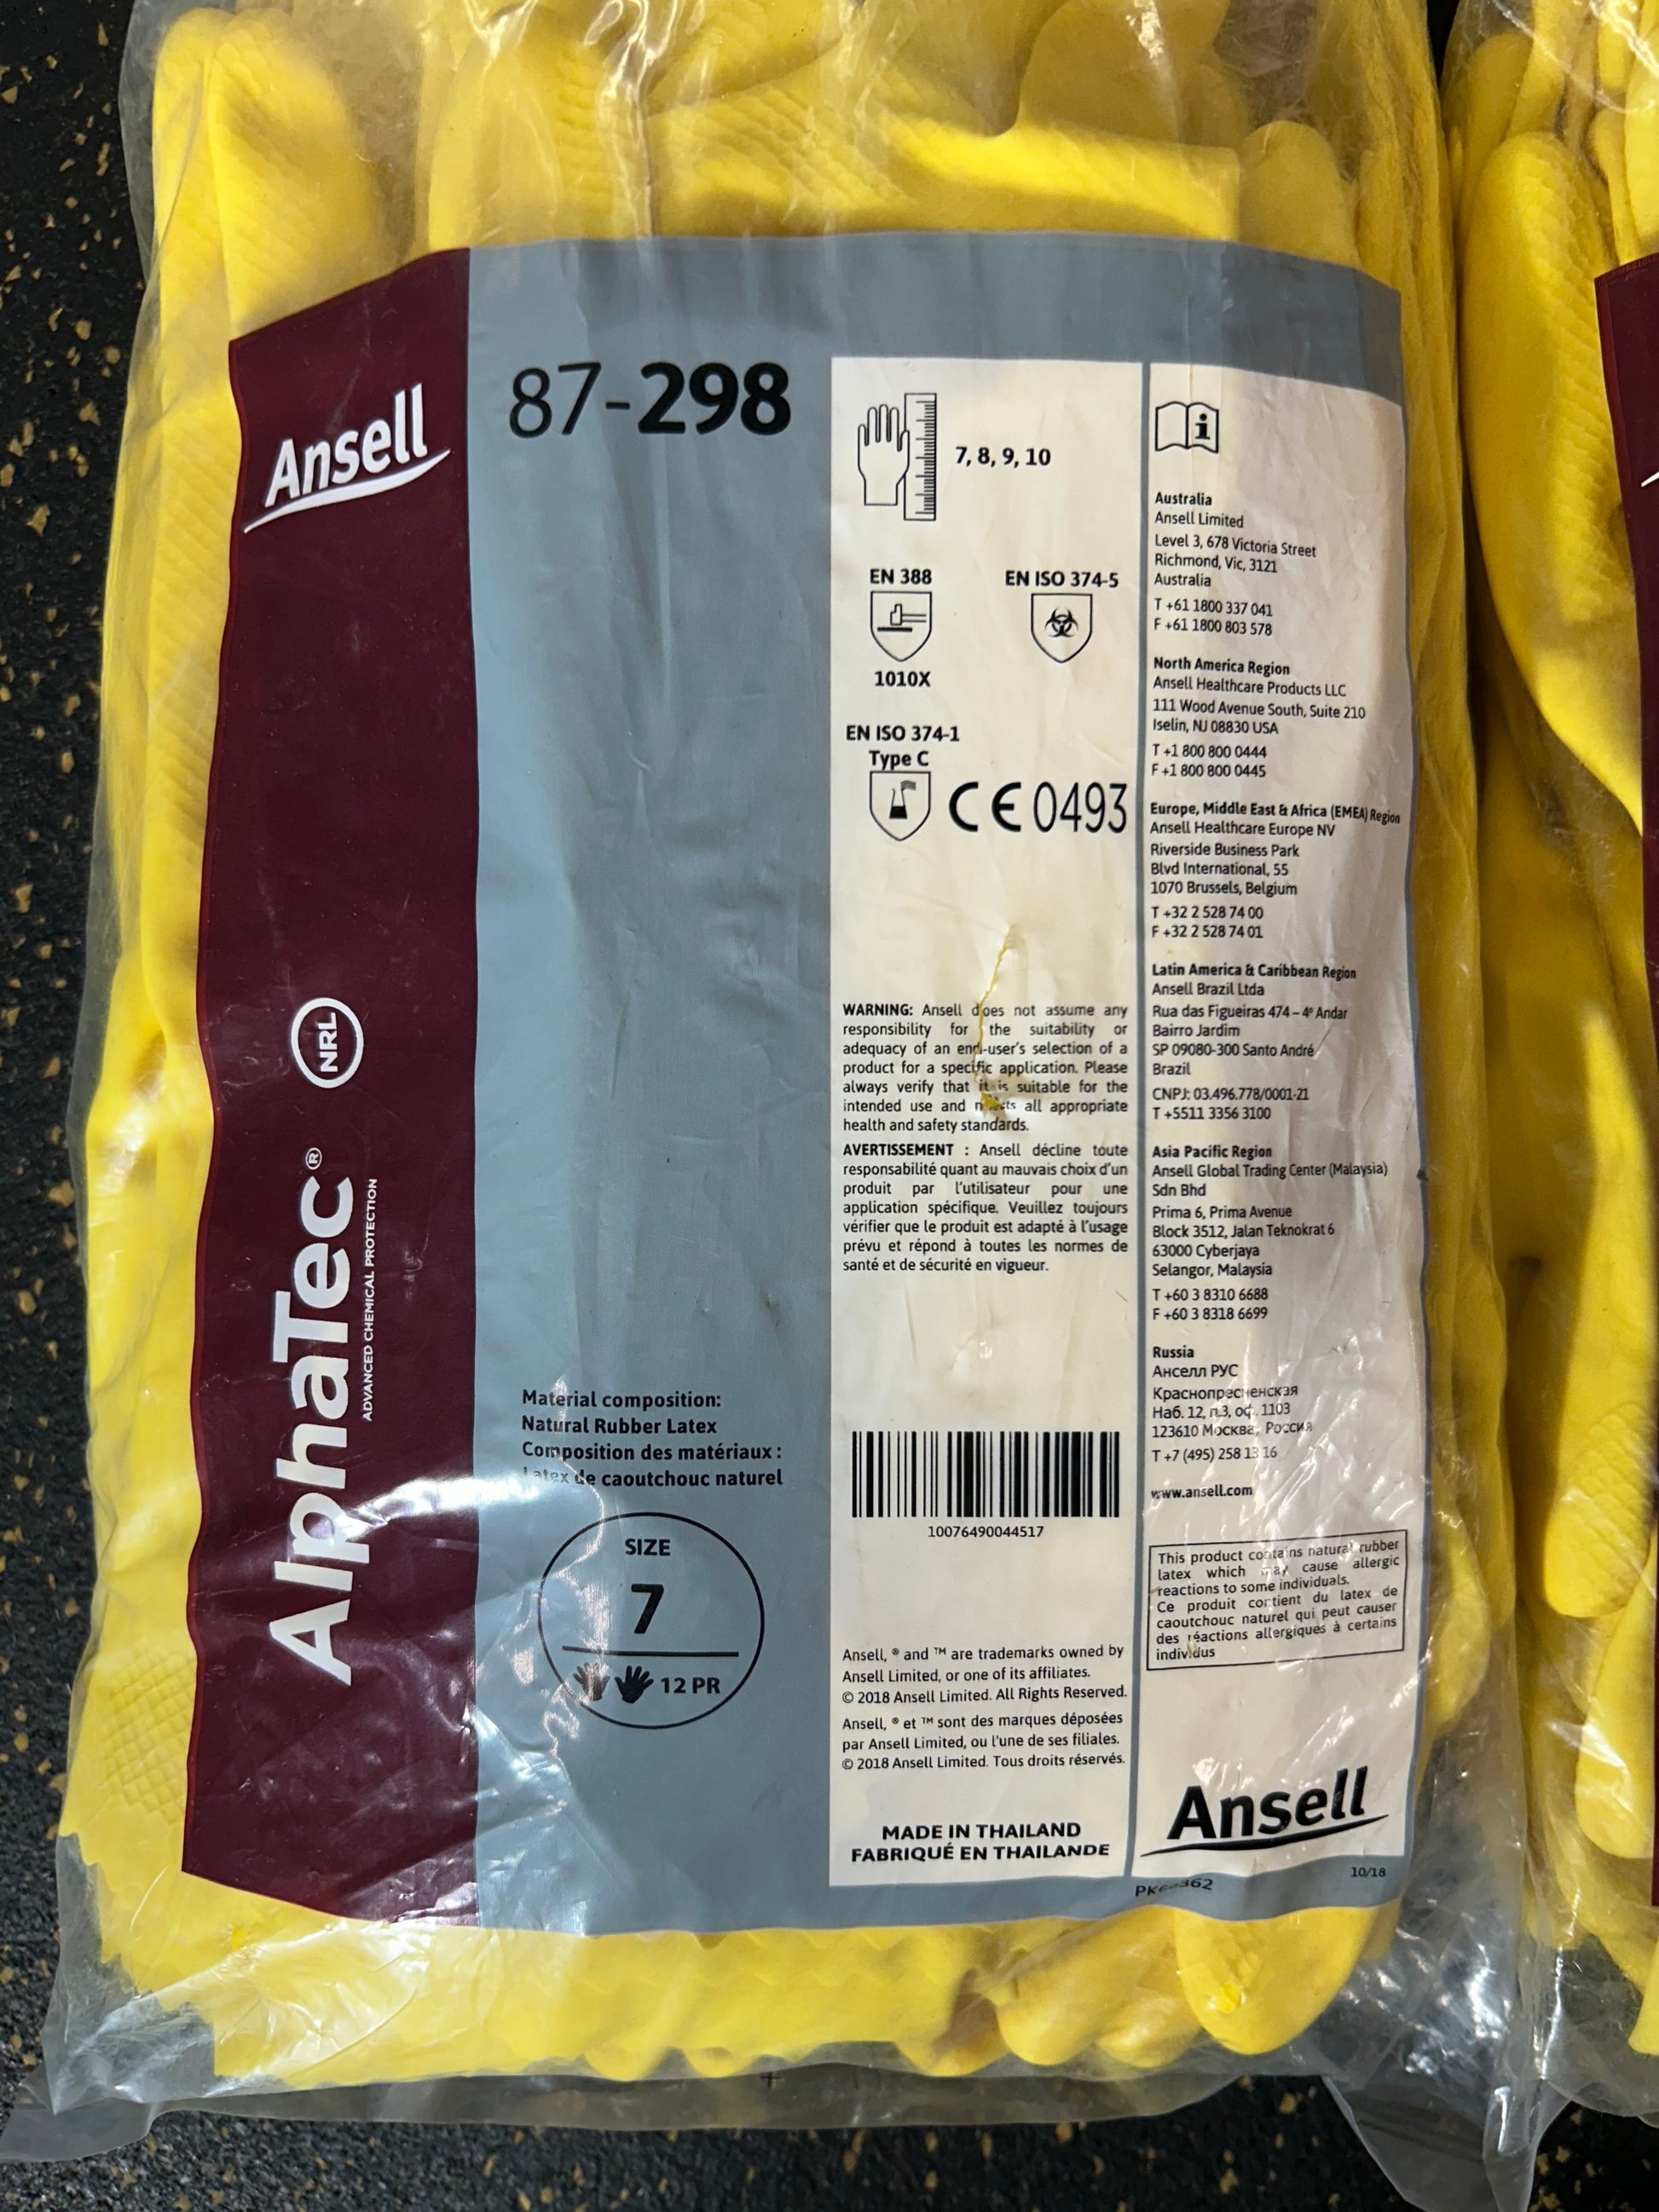 Ansell
AlphaTec®
ADVANCED CHEMICAL PROTECTION
NRL
87-298
Material composition:
Natural Rubber Latex
Composition des matériaux :
Latex de caoutchouc naturel
SIZE
7
12 PR
7, 8, 9, 10
EN 388
EN ISO 374-5
1010X
EN ISO 374-1
Type C
CE 0493
WARNING: Ansell does not assume any
responsibility for the suitability or
adequacy of an end-user's selection of a
product for a specific application. Please
always verify that it is suitable for the
intended use and meets all appropriate
health and safety standards.
AVERTISSEMENT : Ansell décline toute
responsabilité quant au mauvais choix d'un
produit par l'utilisateur pour une
application spécifique. Veuillez toujours
vérifier que le produit est adapté à l'usage
prévu et répond à toutes les normes de
santé et de sécurité en vigueur.
10076490044517
Ansell, ® and ™ are trademarks owned by
Ansell Limited, or one of its affiliates.
© 2018 Ansell Limited. All Rights Reserved.
Ansell, ® et ™ sont des marques déposées
par Ansell Limited, ou l'une de ses filiales.
© 2018 Ansell Limited. Tous droits réservés.
MADE IN THAILAND
FABRIQUÉ EN THAILANDE
i
Australia
Ansell Limited
Level 3, 678 Victoria Street
Richmond, Vic, 3121
Australia
T +61 1800 337 041
F +61 1800 803 578
North America Region
Ansell Healthcare Products LLC
111 Wood Avenue South, Suite 210
Iselin, NJ 08830 USA
T +1 800 800 0444
F +1 800 800 0445
Europe, Middle East & Africa (EMEA) Region
Ansell Healthcare Europe NV
Riverside Business Park
Blvd International, 55
1070 Brussels, Belgium
T +32 2 528 74 00
F +32 2 528 74 01
Latin America & Caribbean Region
Ansell Brazil Ltda
Rua das Figueiras 474 – 4º Andar
Bairro Jardim
SP 09080-300 Santo André
Brazil
CNPJ: 03.496.778/0001-21
T +5511 3356 3100
Asia Pacific Region
Ansell Global Trading Center (Malaysia)
Sdn Bhd
Prima 6, Prima Avenue
Block 3512, Jalan Teknokrat 6
63000 Cyberjaya
Selangor, Malaysia
T +60 3 8310 6688
F +60 3 8318 6699
Russia
Анселл РУС
Краснопресненская
Наб. 12, п.3, оф. 1103
123610 Москва, Россия
T +7 (495) 258 13 16
www.ansell.com
This product contains natural rubber
latex which may cause allergic
reactions to some individuals.
Ce produit contient du latex de
caoutchouc naturel qui peut causer
des réactions allergiques à certains
individus
Ansell
10/18